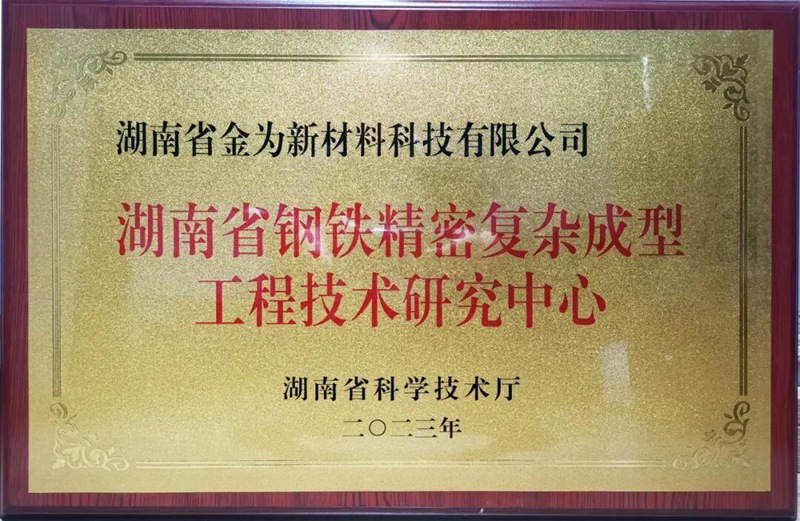 湖南省金为新材料科技有限公司
湖南省钢铁精密复杂成型
工程技术研究中心
湖南省科学技术厅
二〇二三年